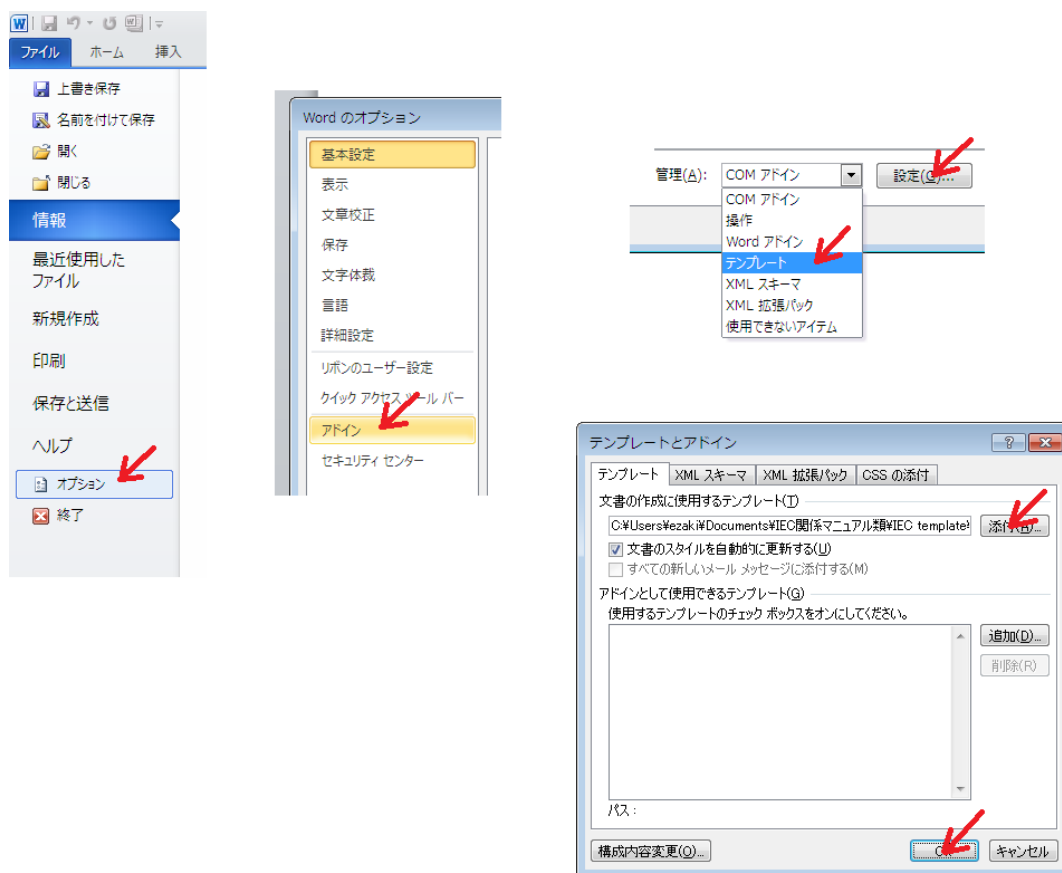 ファイル ホーム 挿入
上書き保存
名前を付けて保存
開く
閉じる
情報
最近使用した
ファイル
新規作成
印刷
保存と送信
ヘルプ
オプション
終了
Word のオプション
基本設定
表示
文章校正
保存
文字体裁
言語
詳細設定
リボンのユーザー設定
クイック アクセス ツール バー
アドイン
セキュリティ センター
管理(A): COM アドイン 設定(G)...
COM アドイン
操作
Word アドイン
テンプレート
XML スキーマ
XML 拡張パック
使用できないアイテム
テンプレートとアドイン
テンプレート XML スキーマ XML 拡張パック CSS の添付
文書の作成に使用するテンプレート(T)
C:¥Users¥ezaki¥Documents¥IEC関係マニュアル類¥IEC template¥ 添付(A)...
文書のスタイルを自動的に更新する(U)
すべての新しいメール メッセージに添付する(M)
アドインとして使用できるテンプレート(G)
使用するテンプレートのチェック ボックスをオンにしてください。
追加(D)...
削除(R)
パス :
構成内容変更(O)... OK キャンセル